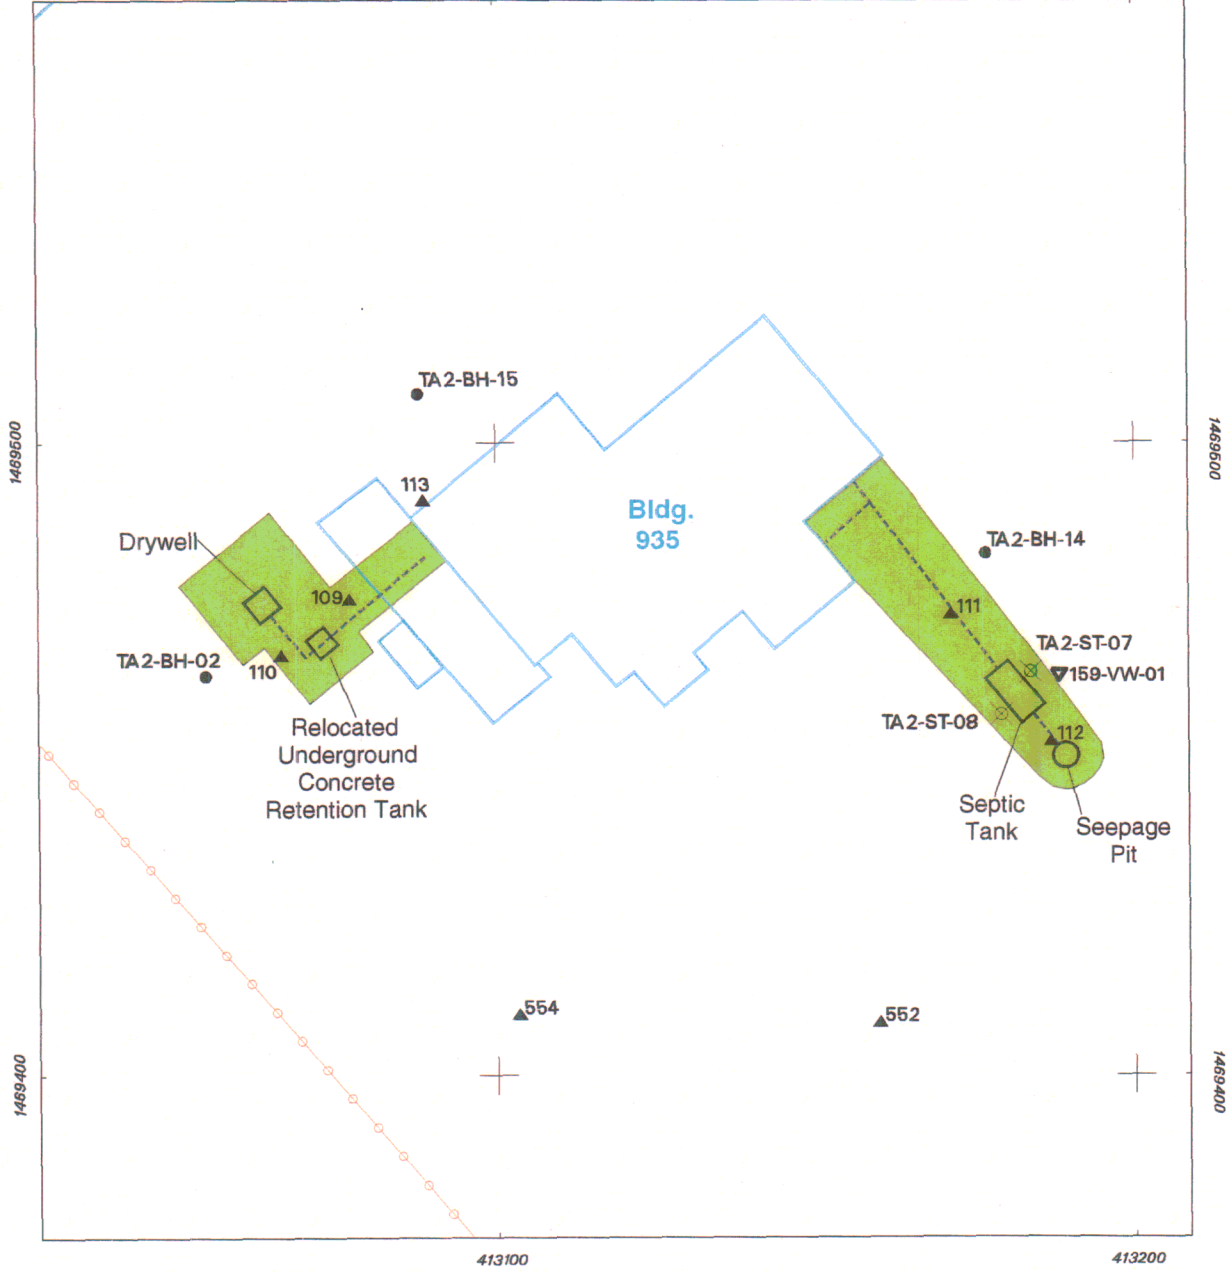 TA2-BH-15
1469500
1469500
113
Bldg.
935
Drywell
TA2-BH-14
109
111
TA2-ST-07
TA2-BH-02
110
159-VW-01
TA2-ST-08
112
Relocated
Underground
Concrete
Retention Tank
Septic
Tank
Seepage
Pit
554
552
1469400
1469400
413100
413200